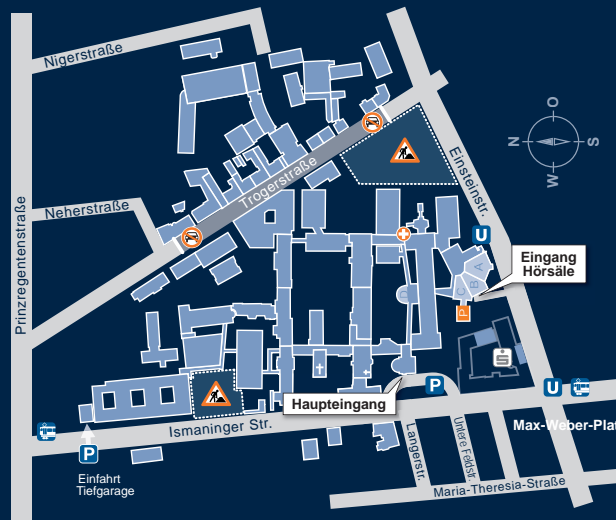 Nigerstraße
O
N
S
W
Trogerstraße
Einsteinstr.
Neherstraße
Prinzregentenstraße
U
Eingang
Hörsäle
A
B
C
D
P
S
Haupteingang
P
U
Ismaninger Str.
Max-Weber-Plat
P
Einfahrt
Tiefgarage
Langerstr.
Untere Feldstr.
Maria-Theresia-Straße